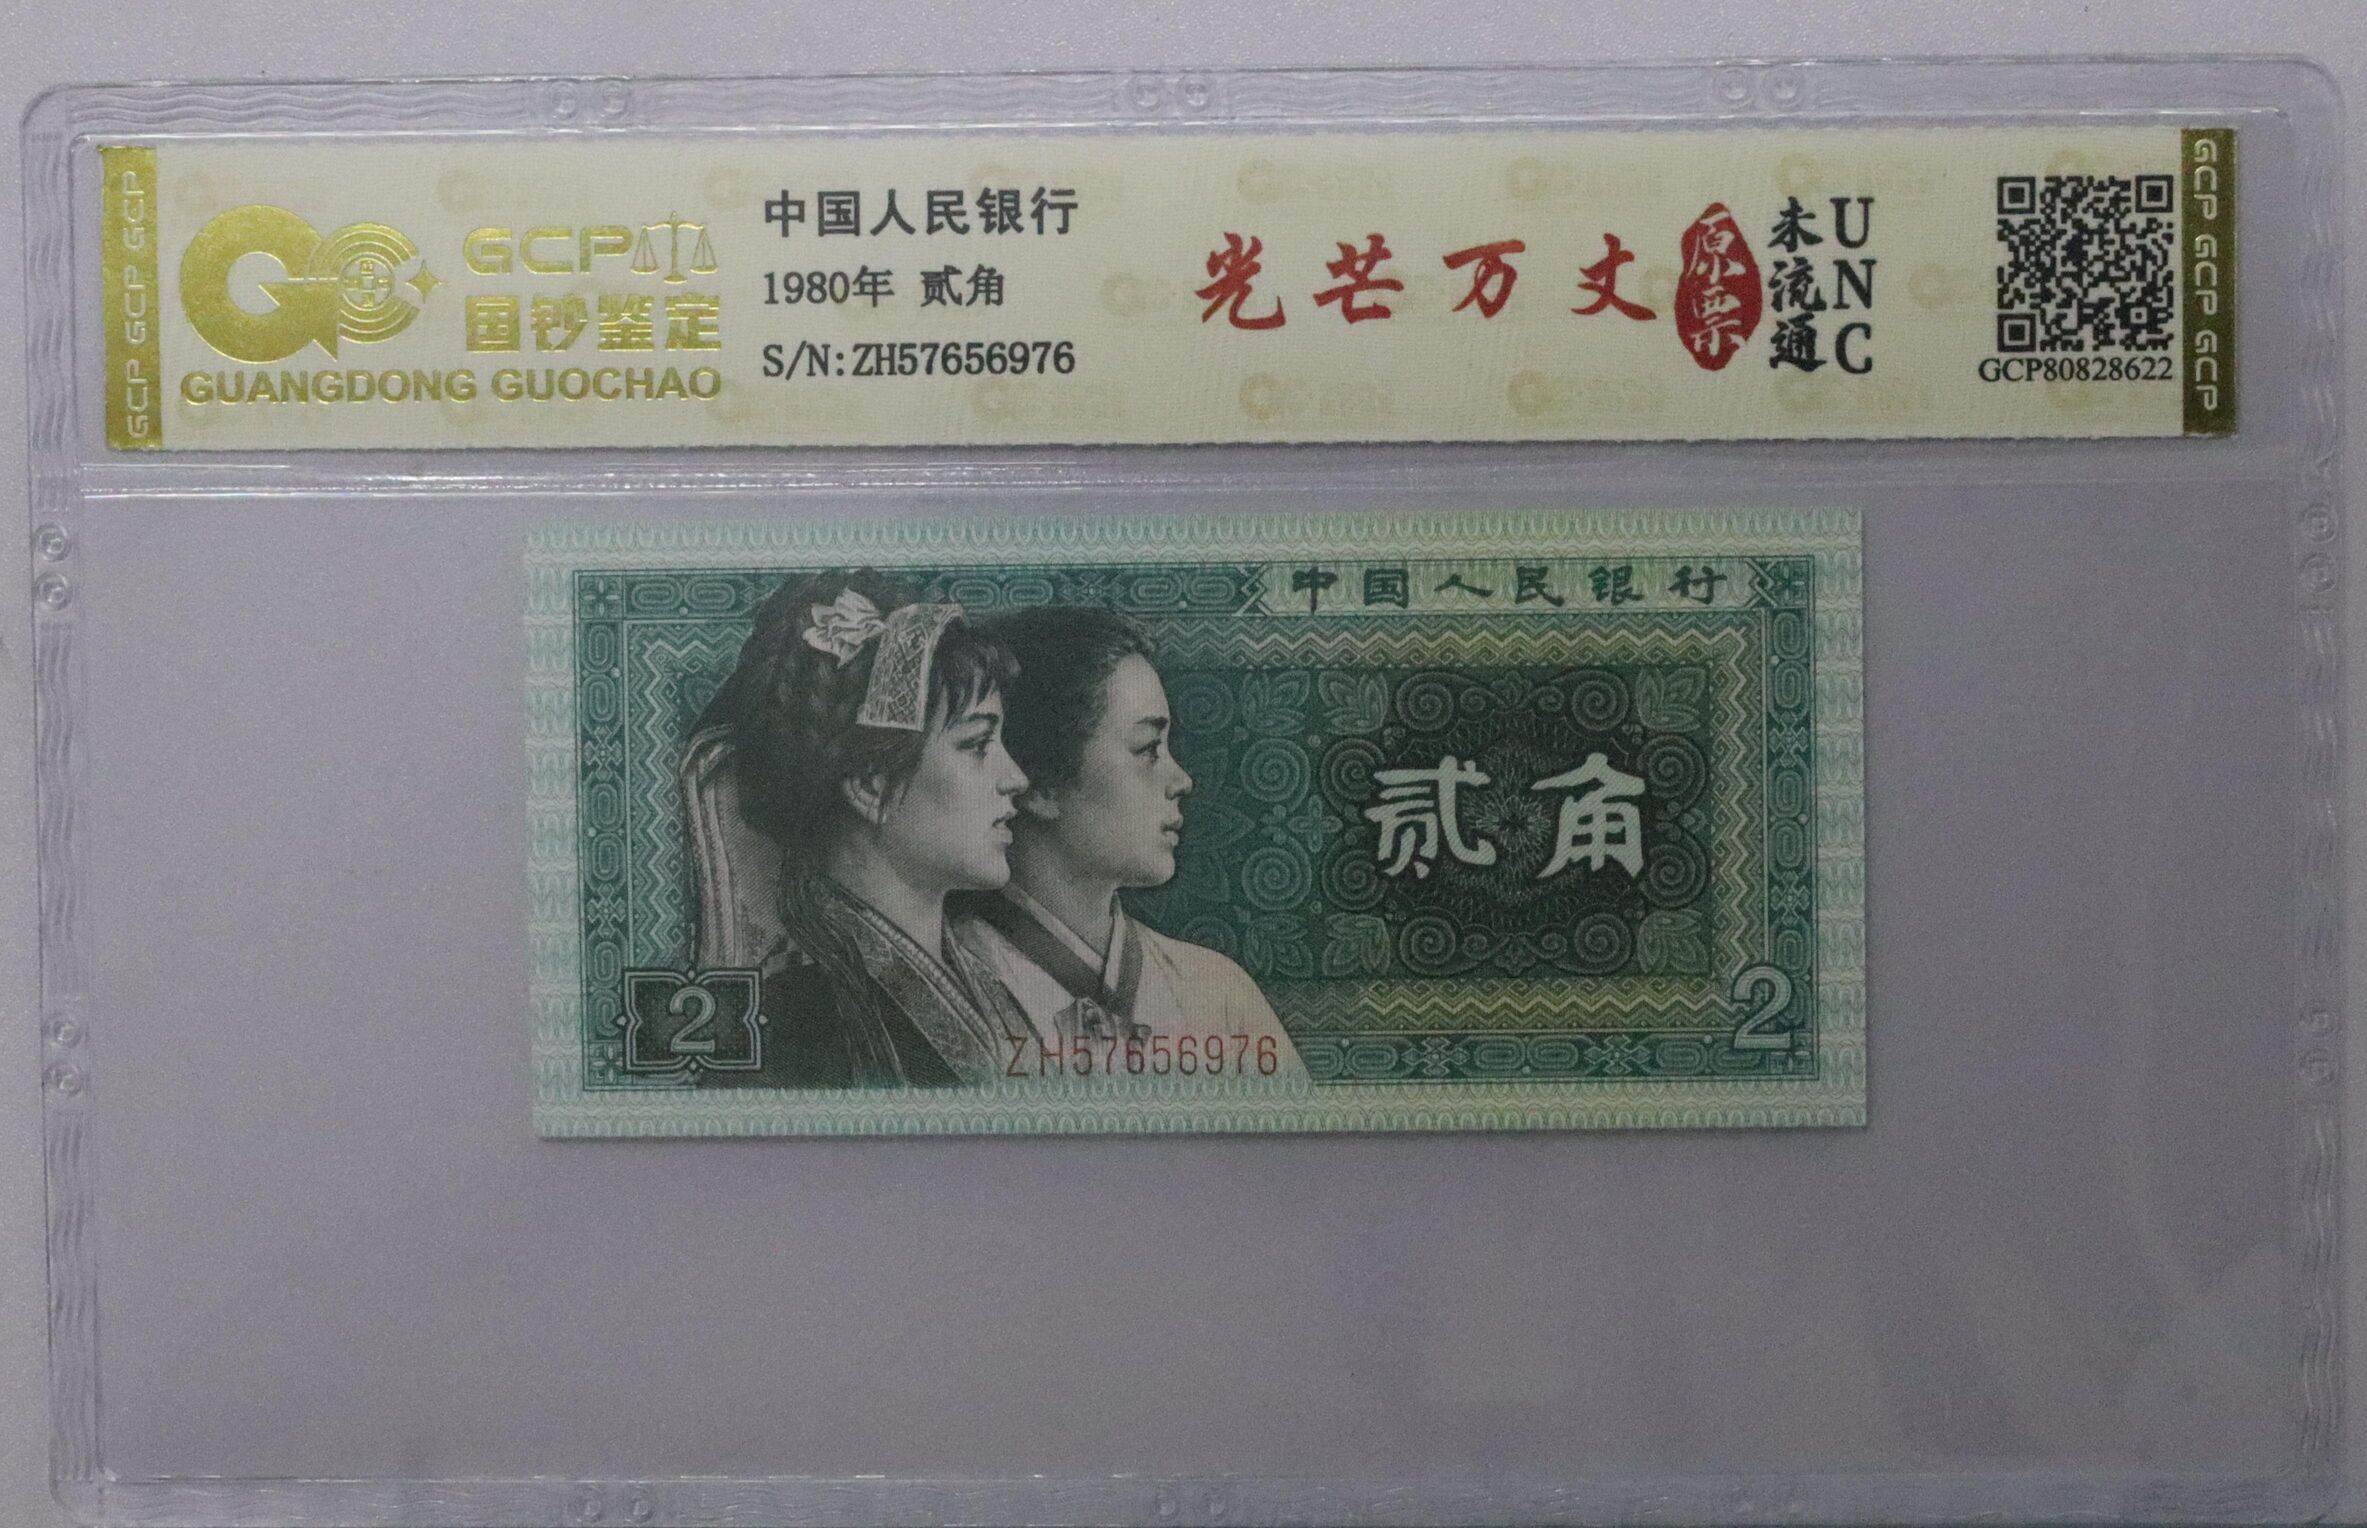 GCP GCP GCP
GCP
国钞鉴定
GUANGDONG GUOCHAO
中国人民银行
1980年 贰角
S/N:ZH57656976
光芒万丈
原票
未流通
UNC
GCP80828622
GCP GCP GCP
中国人民银行
贰角
2
2
ZH57656976